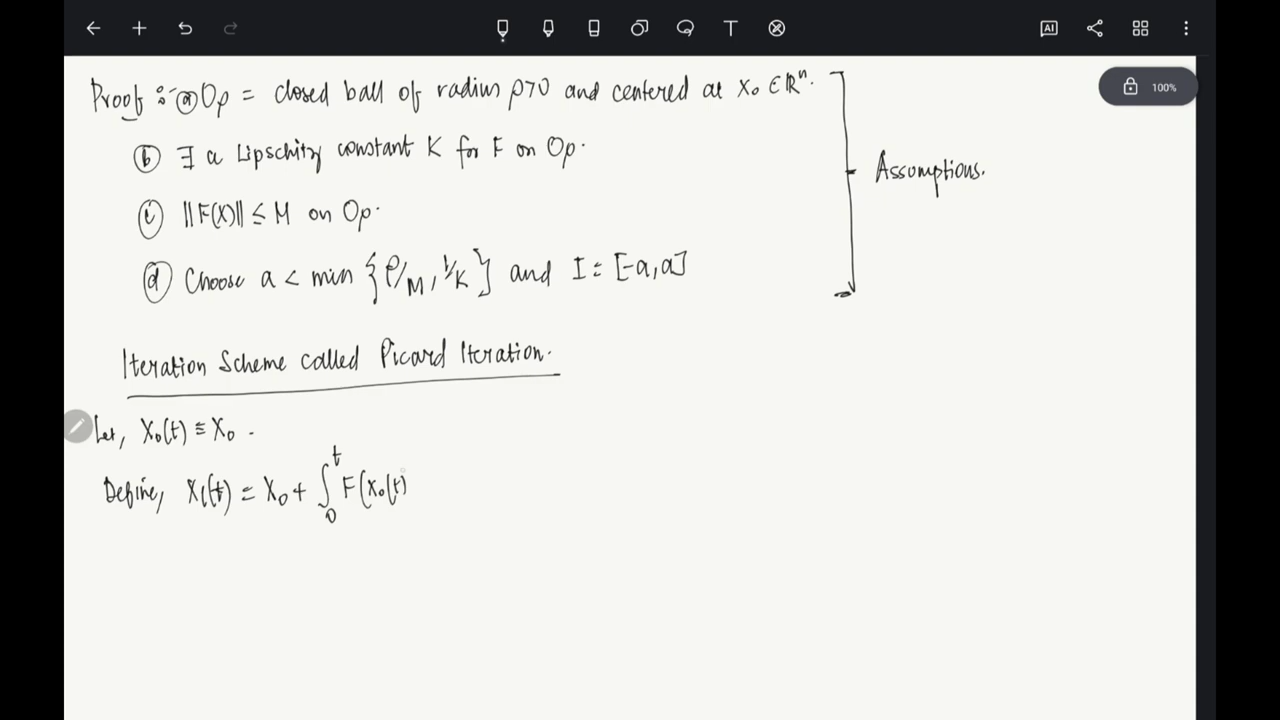 Proof :- ⓐ Oρ = closed ball of radius ρ>0 and centered at X₀ ∈ ℝⁿ.
ⓑ ∃ a Lipschitz constant K for F on Oρ.
ⓒ ||F(X)|| ≤ M on Oρ.
ⓓ Choose a < min {ρ/M, 1/K} and I = [-a, a]
Assumptions.
Iteration Scheme called Picard Iteration.
Let, X₀(t) ≡ X₀ .
Define, X₁(t) = X₀ + ∫₀ᵗ F(X₀(t)
AI
T
100%